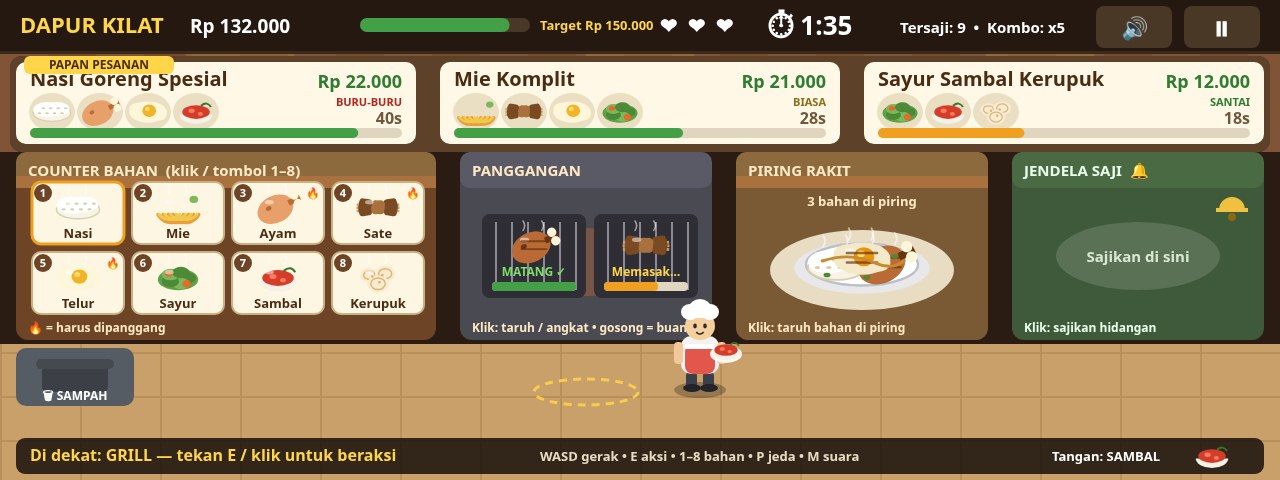 DAPUR KILAT
Rp 132.000
Target Rp 150.000
1:35
Tersaji: 9 • Kombo: x5
PAPAN PESANAN
Nasi Goreng Spesial
Rp 22.000
BURU-BURU
40s
Mie Komplit
Rp 21.000
BIASA
28s
Sayur Sambal Kerupuk
Rp 12.000
SANTAI
18s
COUNTER BAHAN (klik / tombol 1–8)
1
Nasi
2
Mie
3
Ayam
4
Sate
5
Telur
6
Sayur
7
Sambal
8
Kerupuk
= harus dipanggang
PANGGANGAN
MATANG ✓
Memasak...
Klik: taruh / angkat • gosong = buan
PIRING RAKIT
3 bahan di piring
Klik: taruh bahan di piring
JENDELA SAJI
Sajikan di sini
Klik: sajikan hidangan
SAMPAH
Di dekat: GRILL — tekan E / klik untuk beraksi
WASD gerak • E aksi • 1–8 bahan • P jeda • M suara
Tangan: SAMBAL